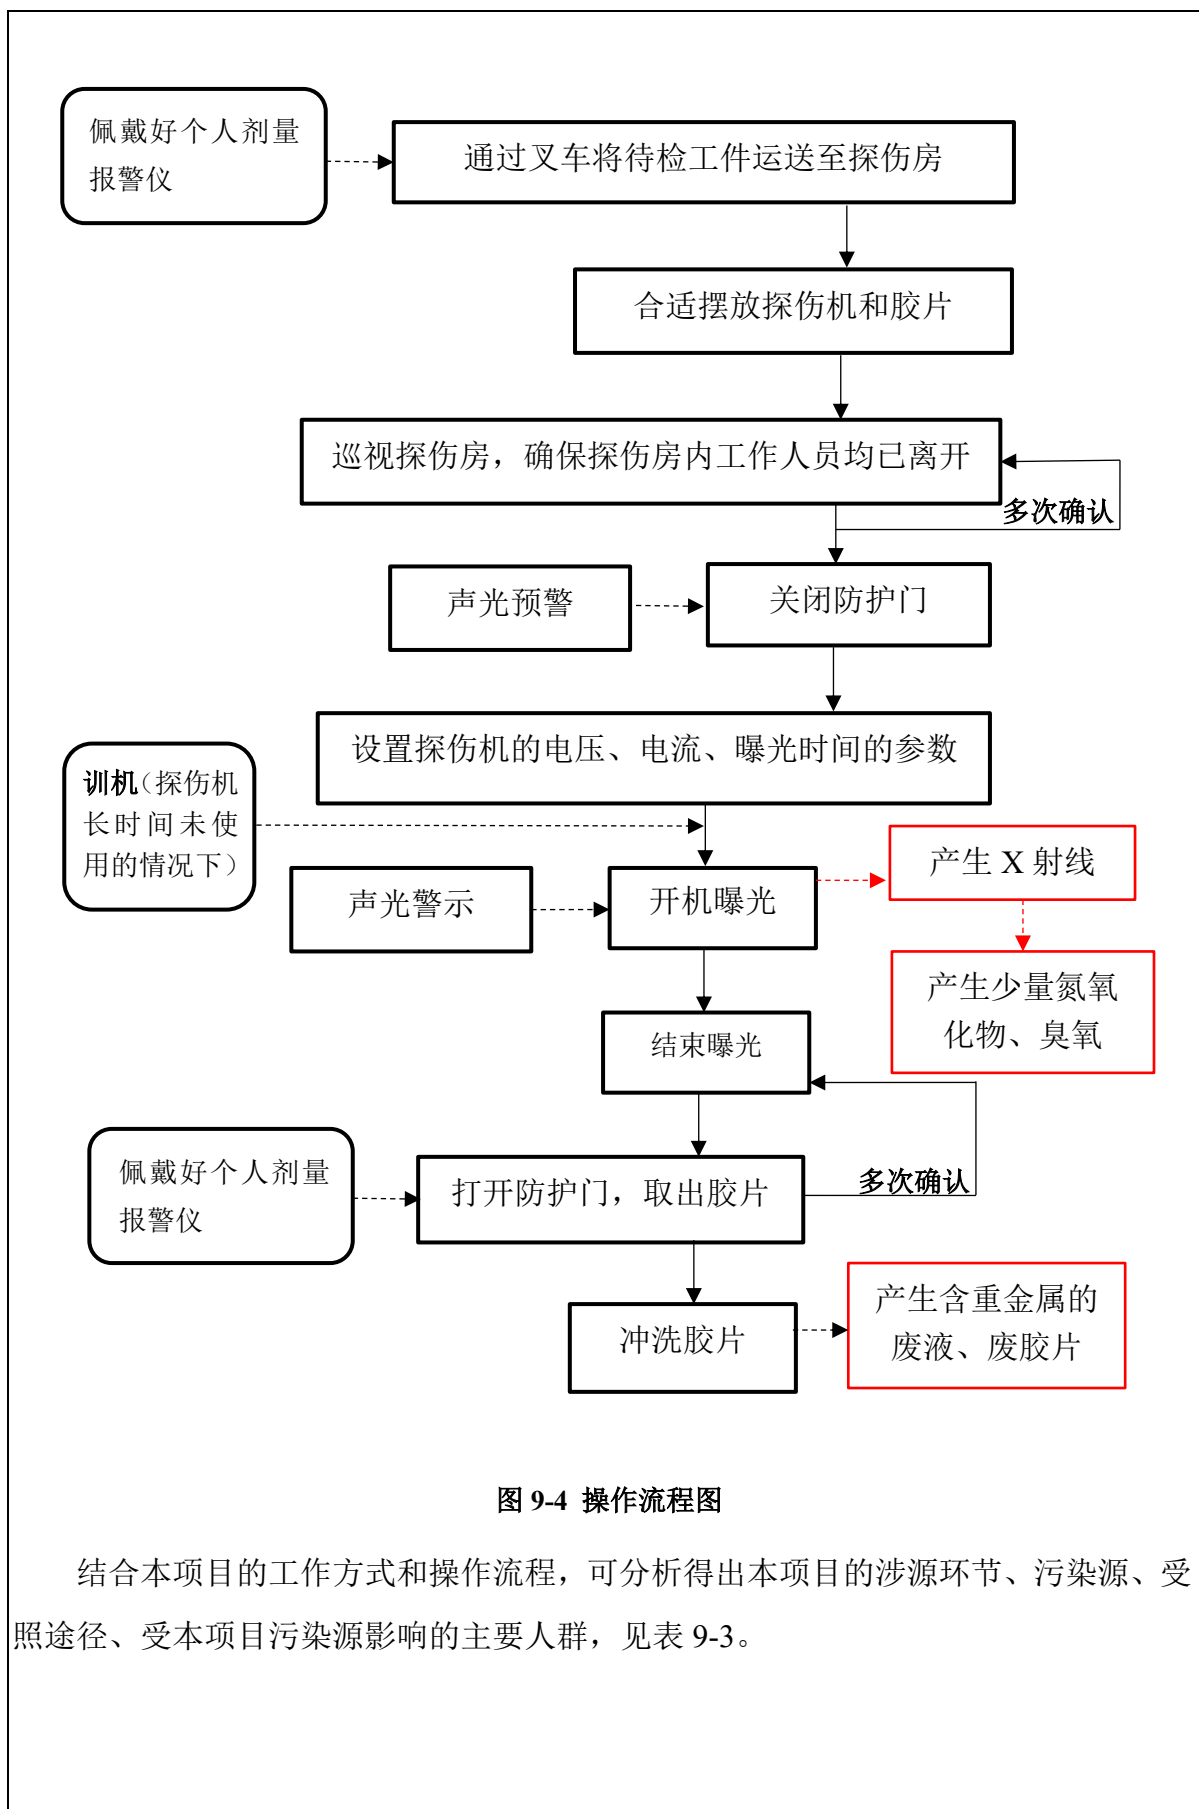 佩戴好个人剂量
报警仪
通过叉车将待检工件运送至探伤房
合适摆放探伤机和胶片
巡视探伤房，确保探伤房内工作人员均已离开
多次确认
声光预警
关闭防护门
设置探伤机的电压、电流、曝光时间的参数
训机（探伤机
长时间未使
用的情况下）
产生 X 射线
声光警示
开机曝光
产生少量氮氧
化物、臭氧
结束曝光
佩戴好个人剂量
报警仪
打开防护门，取出胶片
多次确认
冲洗胶片
产生含重金属的
废液、废胶片
图 9-4 操作流程图
结合本项目的工作方式和操作流程，可分析得出本项目的涉源环节、污染源、受
照途径、受本项目污染源影响的主要人群，见表 9-3。